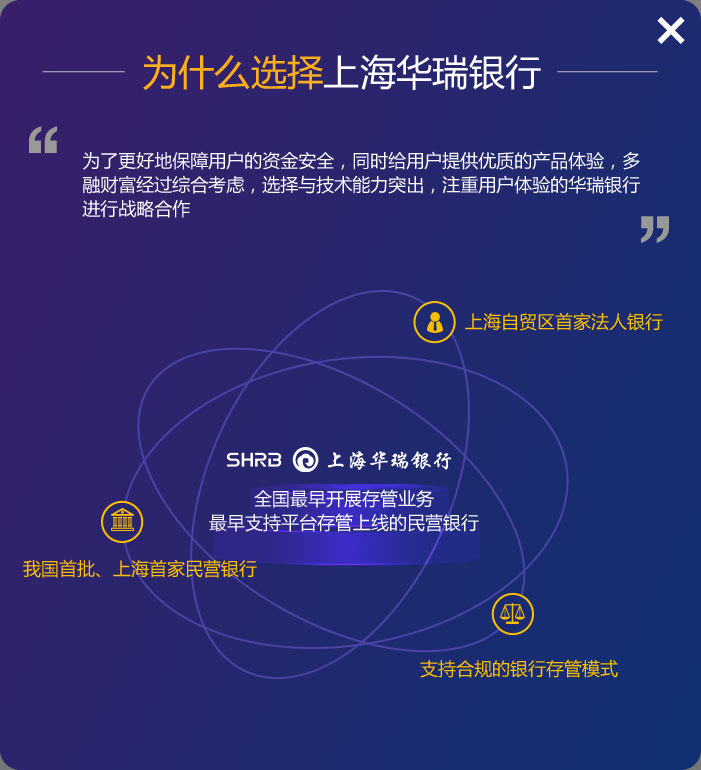 为什么选择上海华瑞银行
为了更好地保障用户的资金安全，同时给用户提供优质的产品体验，多
融财富经过综合考虑，选择与技术能力突出，注重用户体验的华瑞银行
进行战略合作
上海自贸区首家法人银行
SHRB 上海华瑞银行
全国最早开展存管业务
最早支持平台存管上线的民营银行
我国首批、上海首家民营银行
支持合规的银行存管模式